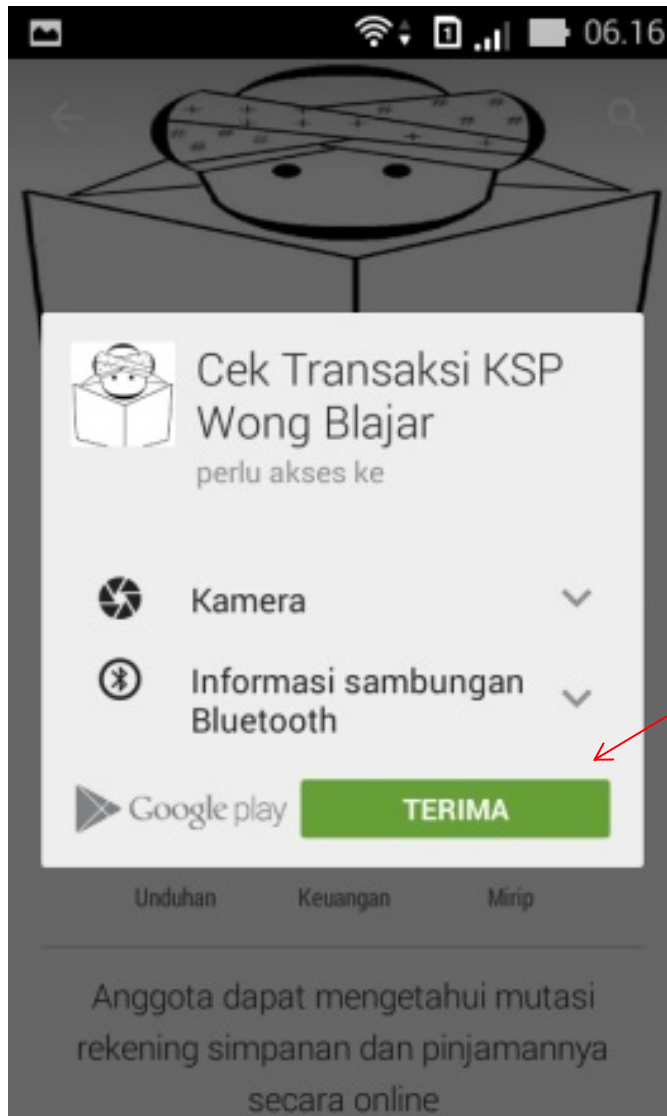 06.16
Cek Transaksi KSP
Wong Blajar
perlu akses ke
Kamera
Informasi sambungan
Bluetooth
Google play
TERIMA
Unduhan Keuangan Mirip
Anggota dapat mengetahui mutasi
rekening simpanan dan pinjamannya
secara online